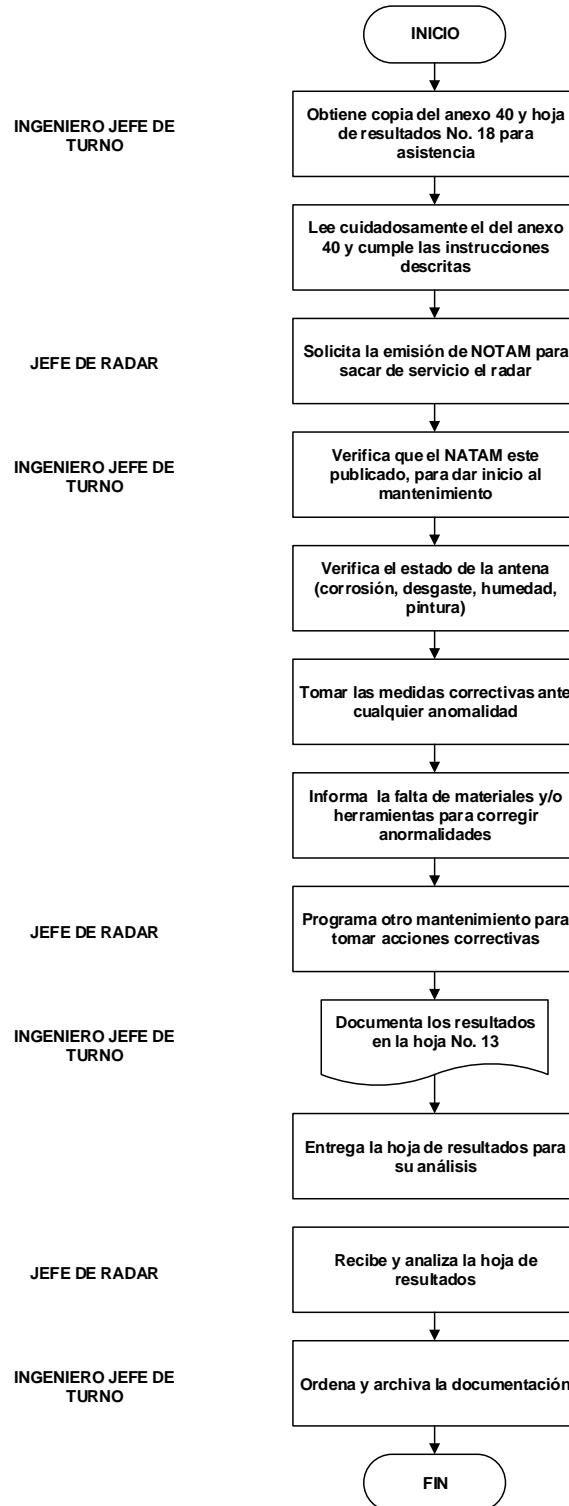 INICIO
INGENIERO JEFE DE
TURNO
Obtiene copia del anexo 40 y hoja
de resultados No. 18 para
asistencia
Lee cuidadosamente el del anexo
40 y cumple las instrucciones
descritas
JEFE DE RADAR
Solicita la emisión de NOTAM para
sacar de servicio el radar
INGENIERO JEFE DE
TURNO
Verifica que el NATAM este
publicado, para dar inicio al
mantenimiento
Verifica el estado de la antena
(corrosión, desgaste, humedad,
pintura)
Tomar las medidas correctivas ante
cualquier anomalidad
Informa la falta de materiales y/o
herramientas para corregir
anormalidades
JEFE DE RADAR
Programa otro mantenimiento para
tomar acciones correctivas
INGENIERO JEFE DE
TURNO
Documenta los resultados
en la hoja No. 13
Entrega la hoja de resultados para
su análisis
JEFE DE RADAR
Recibe y analiza la hoja de
resultados
INGENIERO JEFE DE
TURNO
Ordena y archiva la documentación
FIN